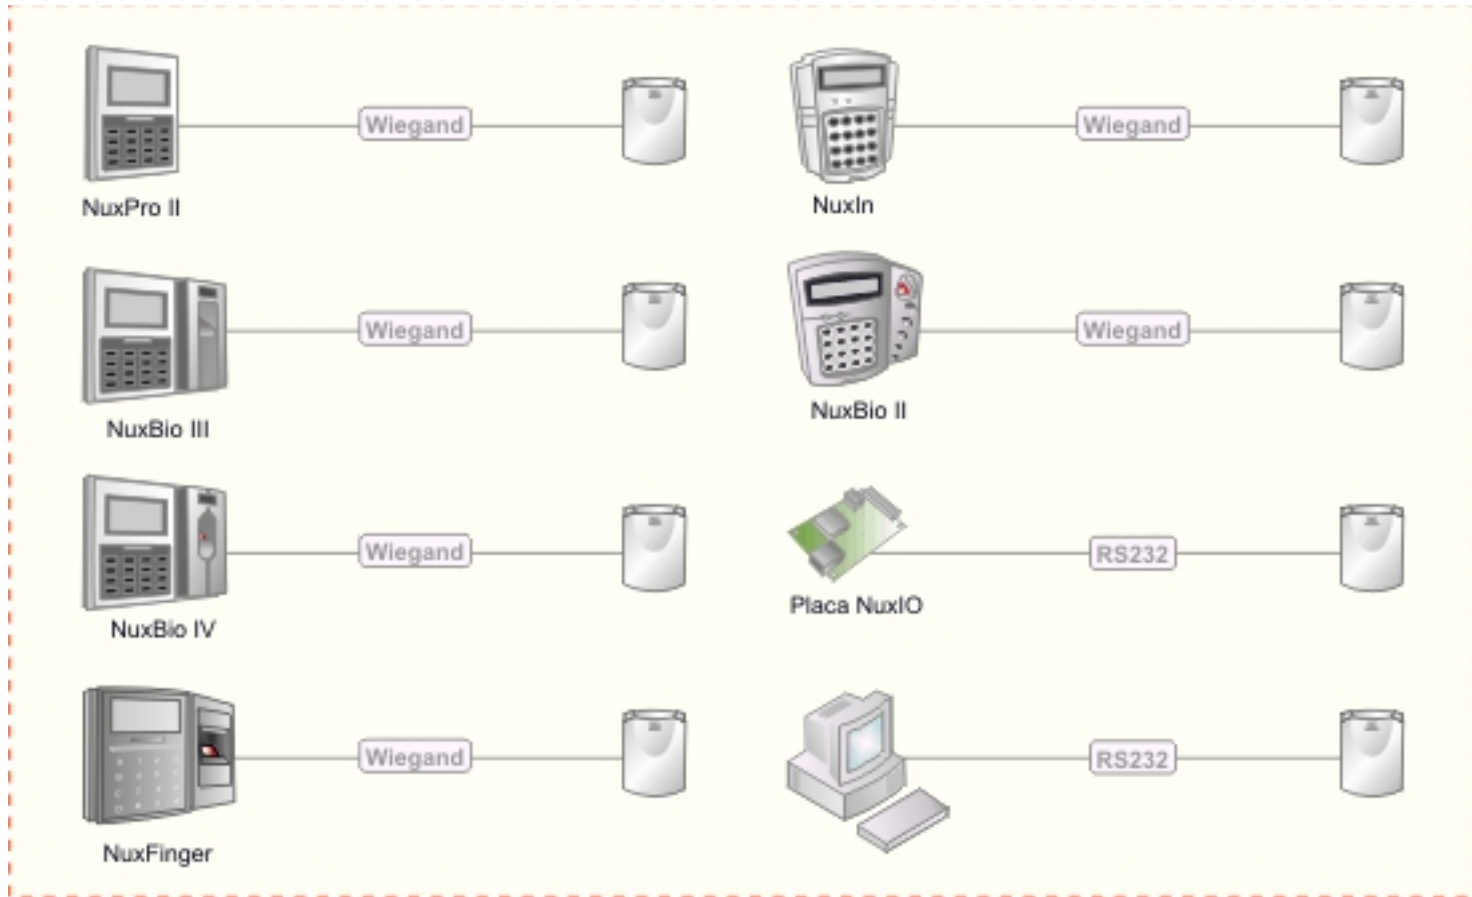 Wiegand
NuxPro II
Wiegand
NuxIn
Wiegand
NuxBio III
Wiegand
NuxBio II
Wiegand
NuxBio IV
RS232
Placa NuxIO
Wiegand
NuxFinger
RS232